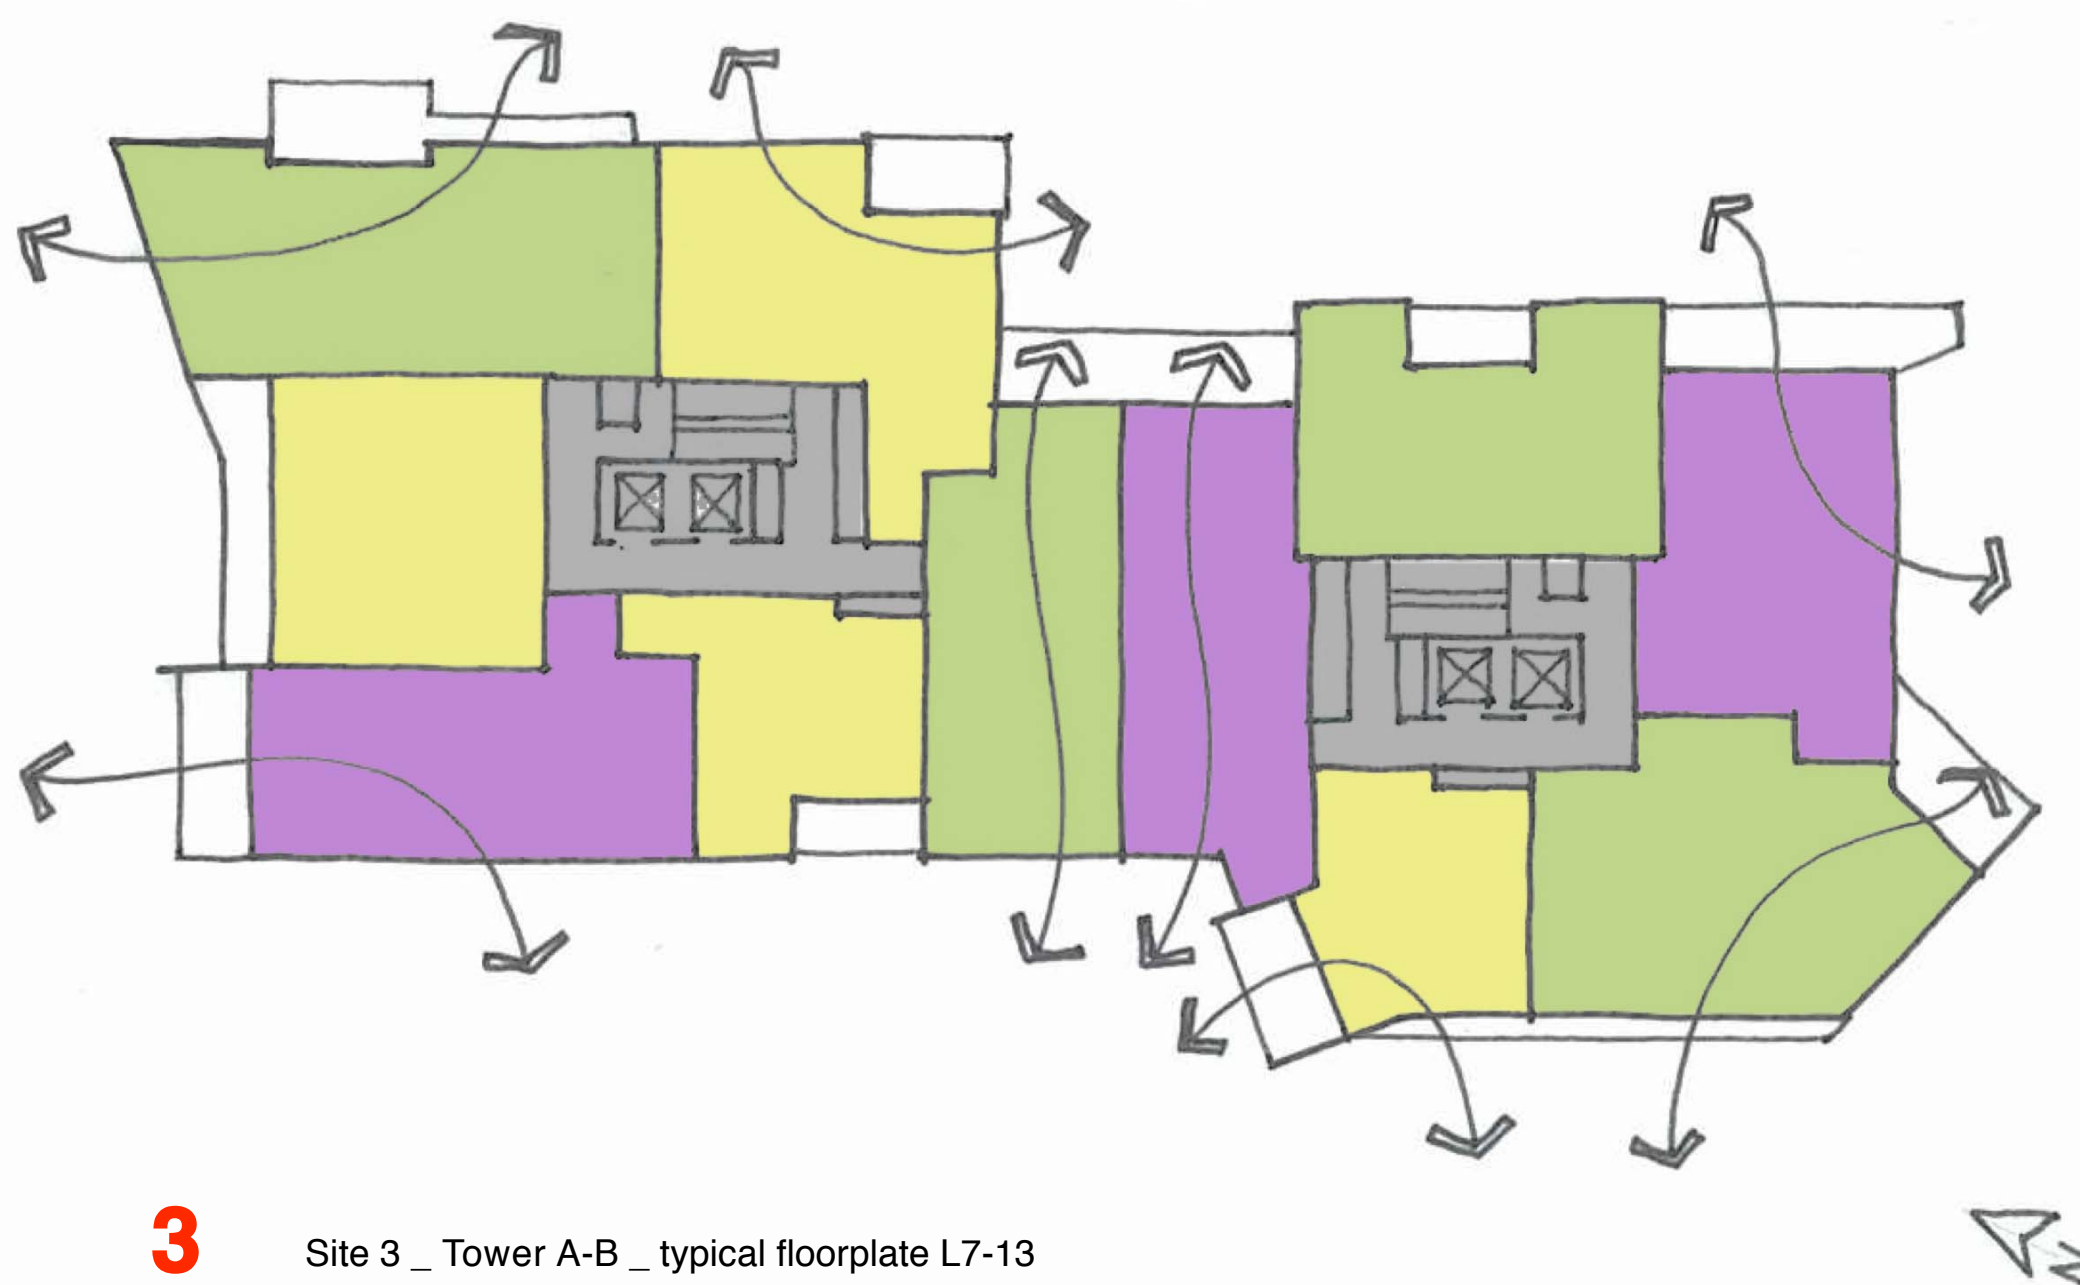 3
Site 3 _ Tower A-B _ typical floorplate L7-13